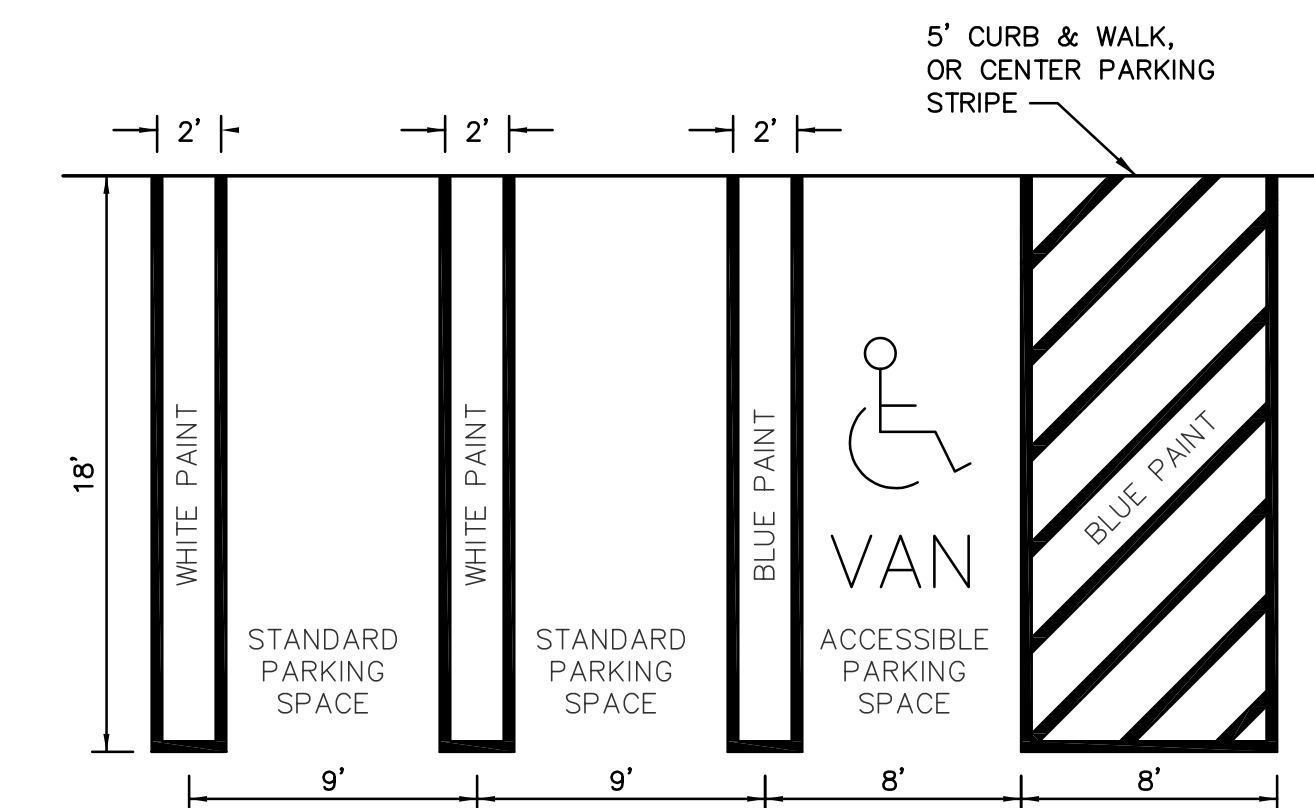 5' CURB & WALK,
OR CENTER PARKING
STRIPE
2'
2'
2'
18'
WHITE PAINT
WHITE PAINT
BLUE PAINT
BLUE PAINT
VAN
STANDARD
PARKING
SPACE
STANDARD
PARKING
SPACE
ACCESSIBLE
PARKING
SPACE
9'
9'
8'
8'